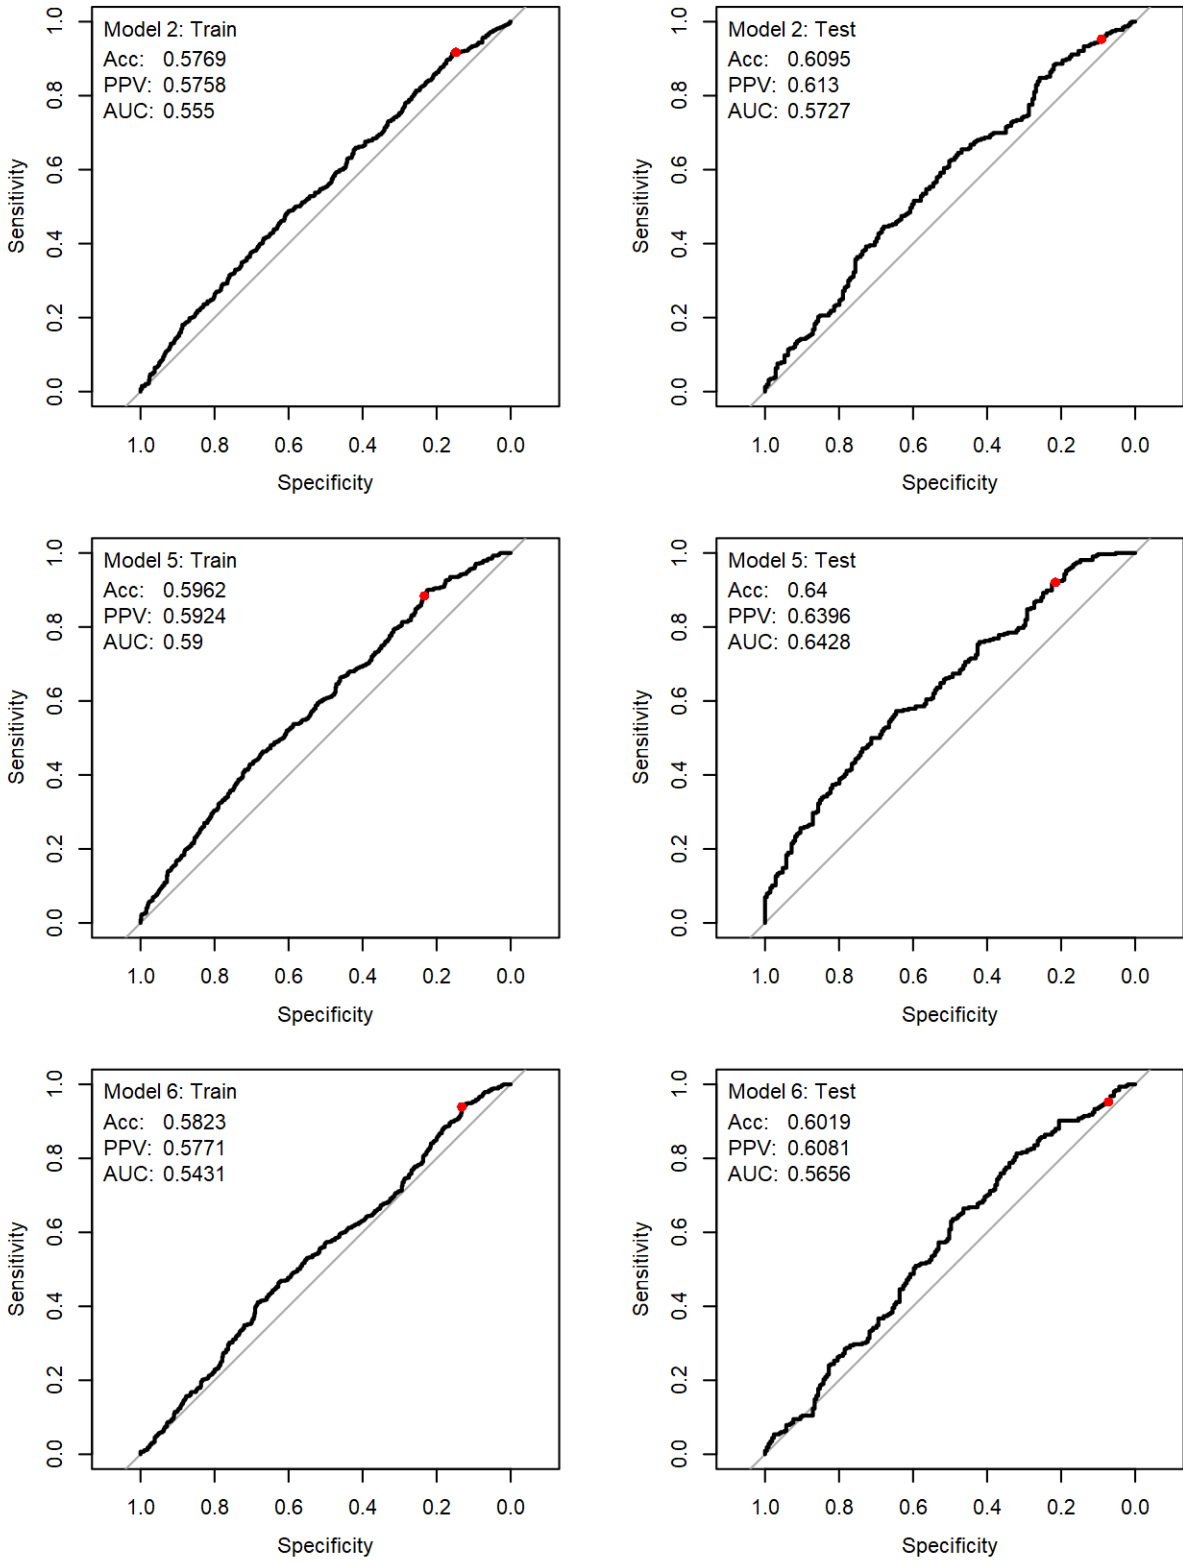 Model 2: Train
Acc: 0.5769
PPV: 0.5758
AUC: 0.555
Sensitivity
0.0 0.2 0.4 0.6 0.8 1.0
1.0 0.8 0.6 0.4 0.2 0.0
Specificity
Model 2: Test
Acc: 0.6095
PPV: 0.613
AUC: 0.5727
Sensitivity
0.0 0.2 0.4 0.6 0.8 1.0
1.0 0.8 0.6 0.4 0.2 0.0
Specificity
Model 5: Train
Acc: 0.5962
PPV: 0.5924
AUC: 0.59
Sensitivity
0.0 0.2 0.4 0.6 0.8 1.0
1.0 0.8 0.6 0.4 0.2 0.0
Specificity
Model 5: Test
Acc: 0.64
PPV: 0.6396
AUC: 0.6428
Sensitivity
0.0 0.2 0.4 0.6 0.8 1.0
1.0 0.8 0.6 0.4 0.2 0.0
Specificity
Model 6: Train
Acc: 0.5823
PPV: 0.5771
AUC: 0.5431
Sensitivity
0.0 0.2 0.4 0.6 0.8 1.0
1.0 0.8 0.6 0.4 0.2 0.0
Specificity
Model 6: Test
Acc: 0.6019
PPV: 0.6081
AUC: 0.5656
Sensitivity
0.0 0.2 0.4 0.6 0.8 1.0
1.0 0.8 0.6 0.4 0.2 0.0
Specificity